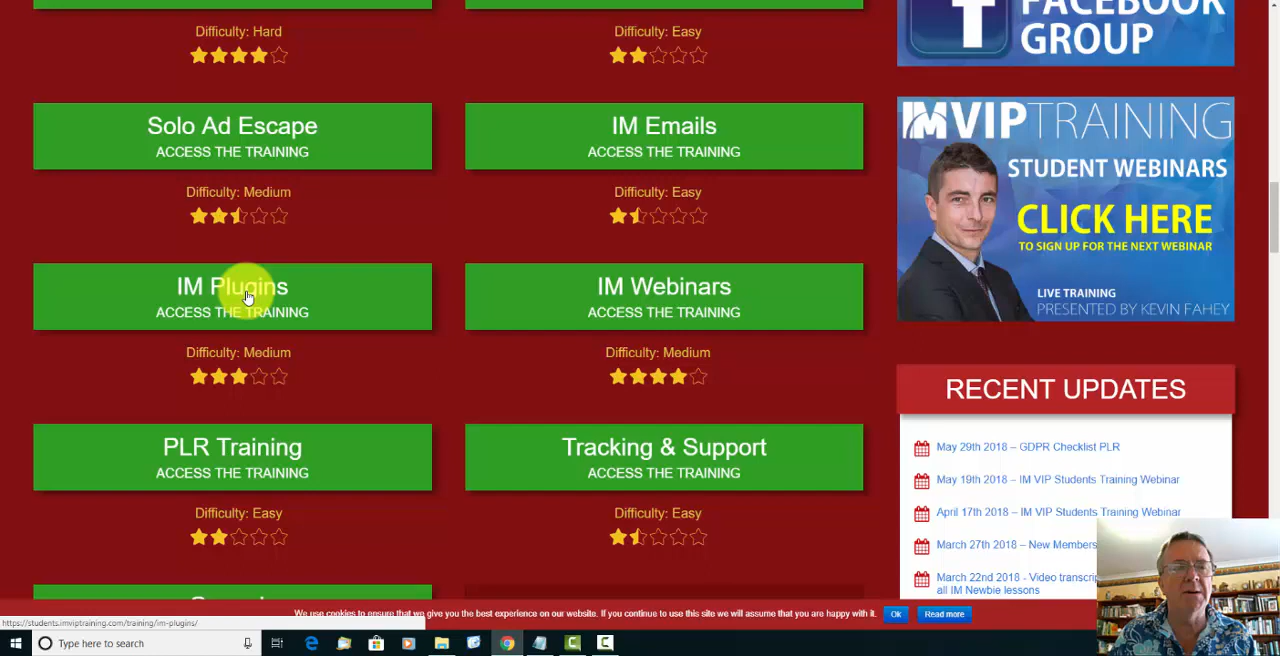 Difficulty: Hard
Difficulty: Easy
Solo Ad Escape
ACCESS THE TRAINING
IM Emails
ACCESS THE TRAINING
Difficulty: Medium
Difficulty: Easy
IM Plugins
ACCESS THE TRAINING
IM Webinars
ACCESS THE TRAINING
Difficulty: Medium
Difficulty: Medium
PLR Training
ACCESS THE TRAINING
Tracking & Support
ACCESS THE TRAINING
Difficulty: Easy
Difficulty: Easy
f FACEBOOK
GROUP
IMVIPTRAINING
STUDENT WEBINARS
CLICK HERE
TO SIGN UP FOR THE NEXT WEBINAR
LIVE TRAINING
PRESENTED BY KEVIN FAHEY
RECENT UPDATES
May 29th 2018 – GDPR Checklist PLR
May 19th 2018 – IM VIP Students Training Webinar
April 17th 2018 – IM VIP Students Training Webinar
March 27th 2018 – New Members
March 22nd 2018 - Video transcrip
all IM Newbie lessons
We use cookies to ensure that we give you the best experience on our website. If you continue to use this site we will assume that you are happy with it.
Ok
Read more
https://students.imviptraining.com/training/im-plugins/
Type here to search